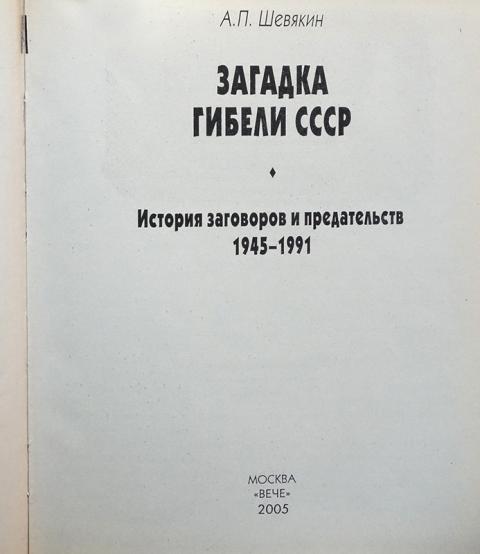 А.П. Шевякин
ЗАГАДКА
ГИБЕЛИ СССР
История заговоров и предательств
1945–1991
МОСКВА
«ВЕЧЕ»
2005